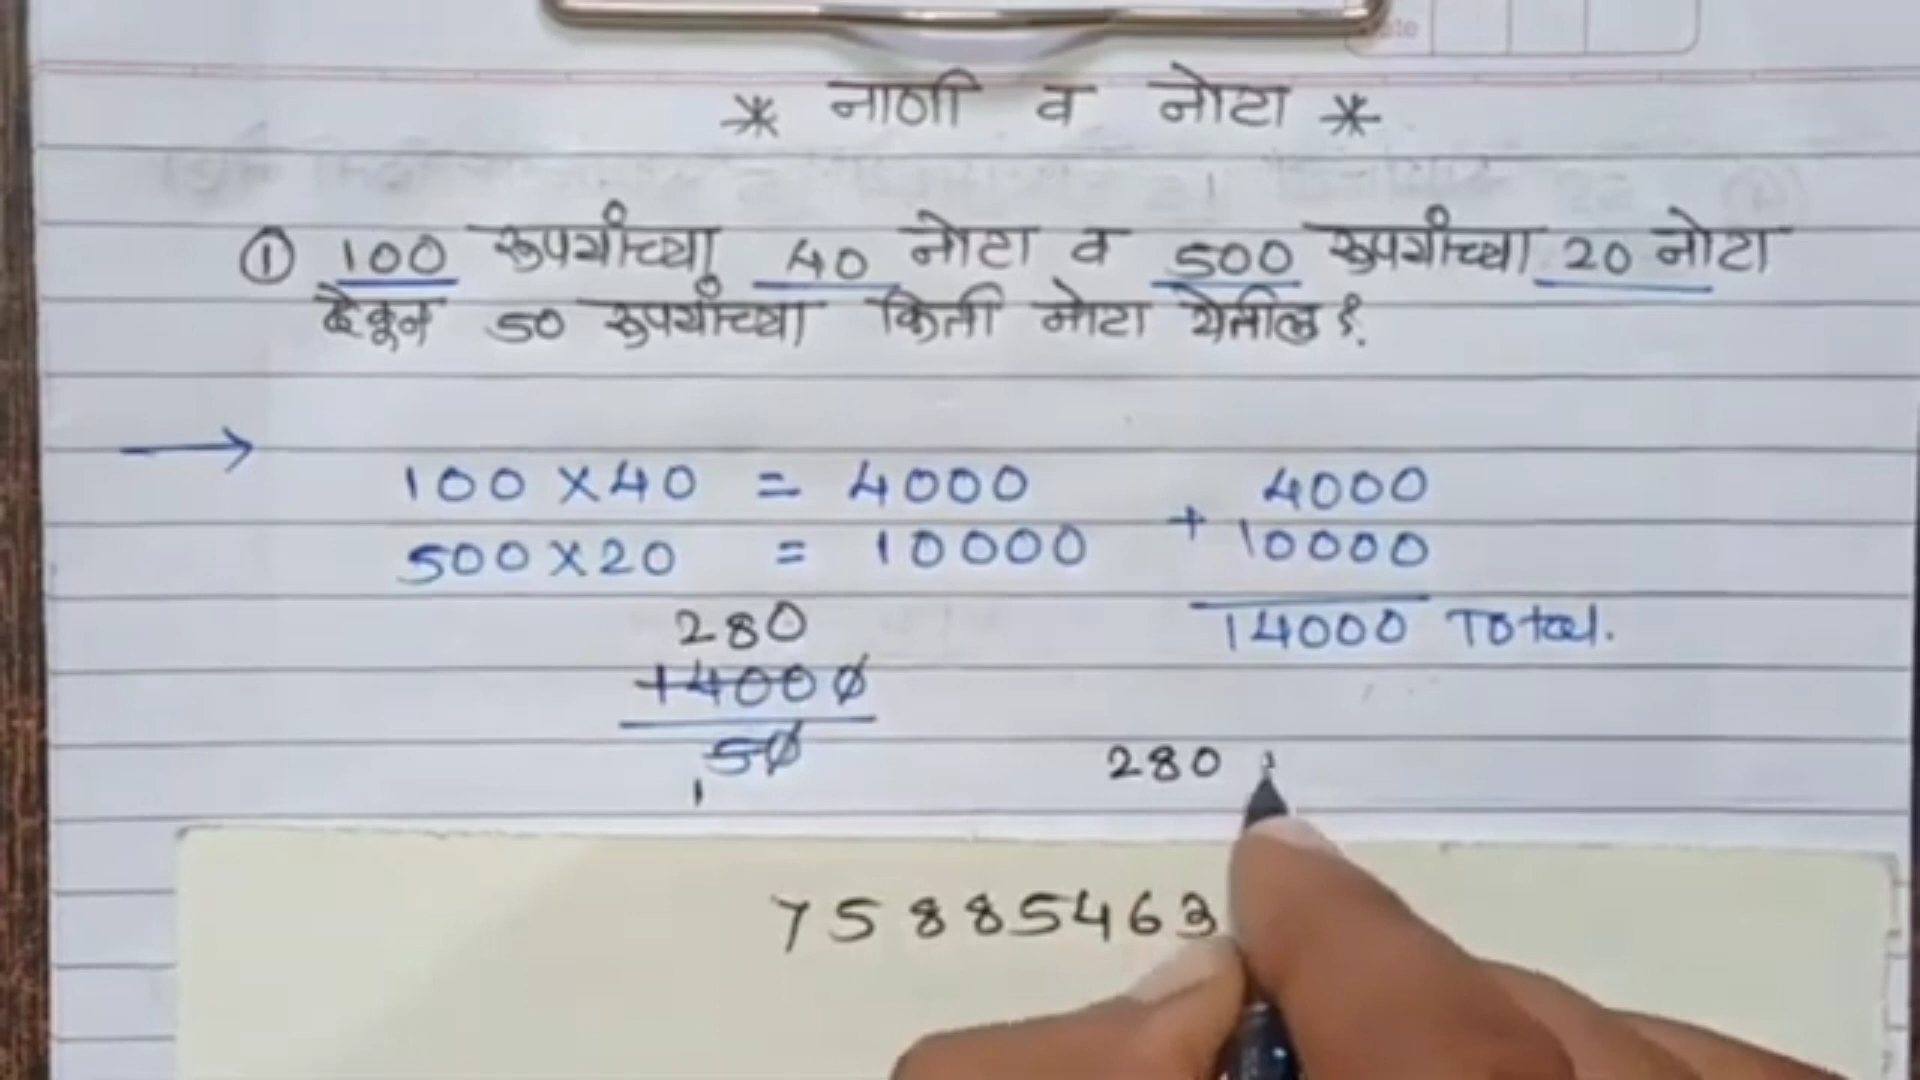 * नाणी व नोटा *
① 100 रूपयांच्या 40 नोटा व 500 रूपयांच्या 20 नोटा
देवून 50 रूपयांच्या किती नोटा येतील ?.
→ 100 × 40 = 4000
500 × 20 = 10000
4000
+ 10000
14000 Total.
280
14000
50
1
280
75885463